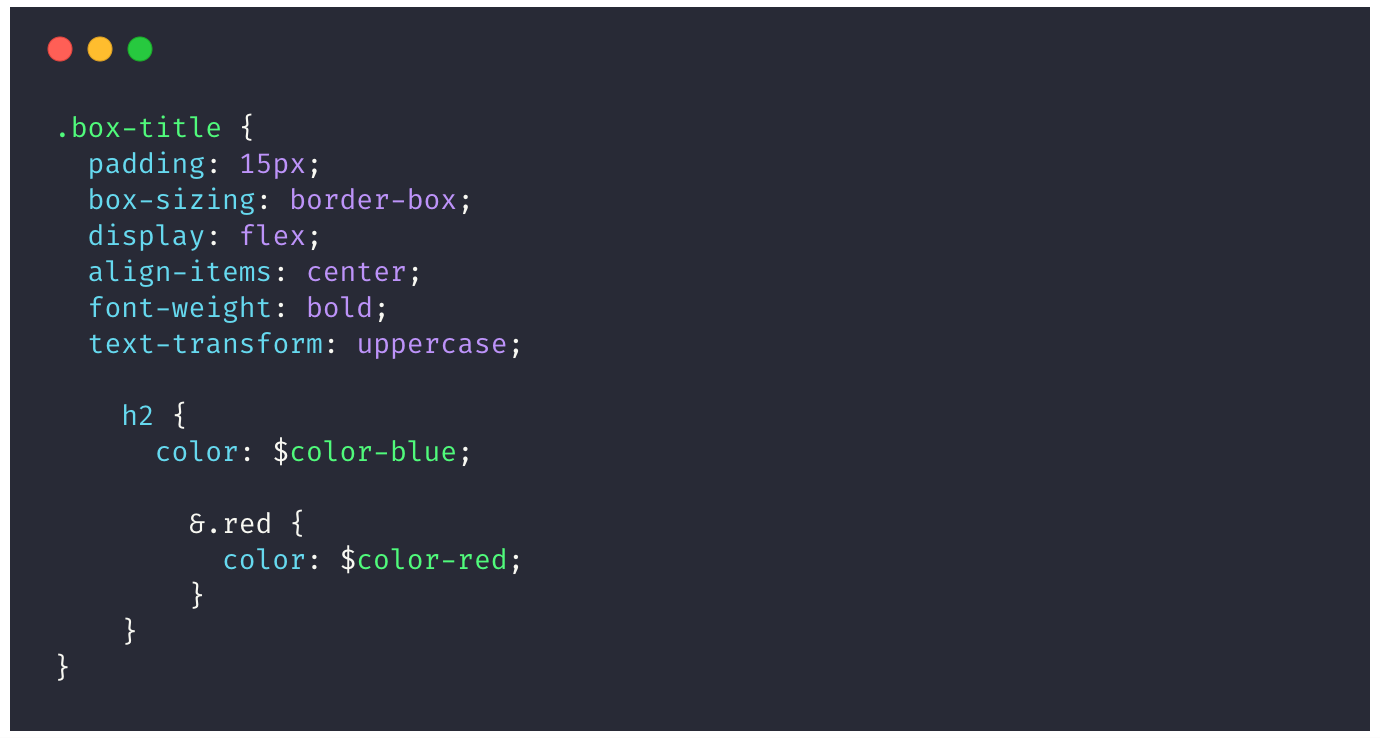 .box-title {
  padding: 15px;
  box-sizing: border-box;
  display: flex;
  align-items: center;
  font-weight: bold;
  text-transform: uppercase;

    h2 {
      color: $color-blue;

        &.red {
          color: $color-red;
        }
    }
}